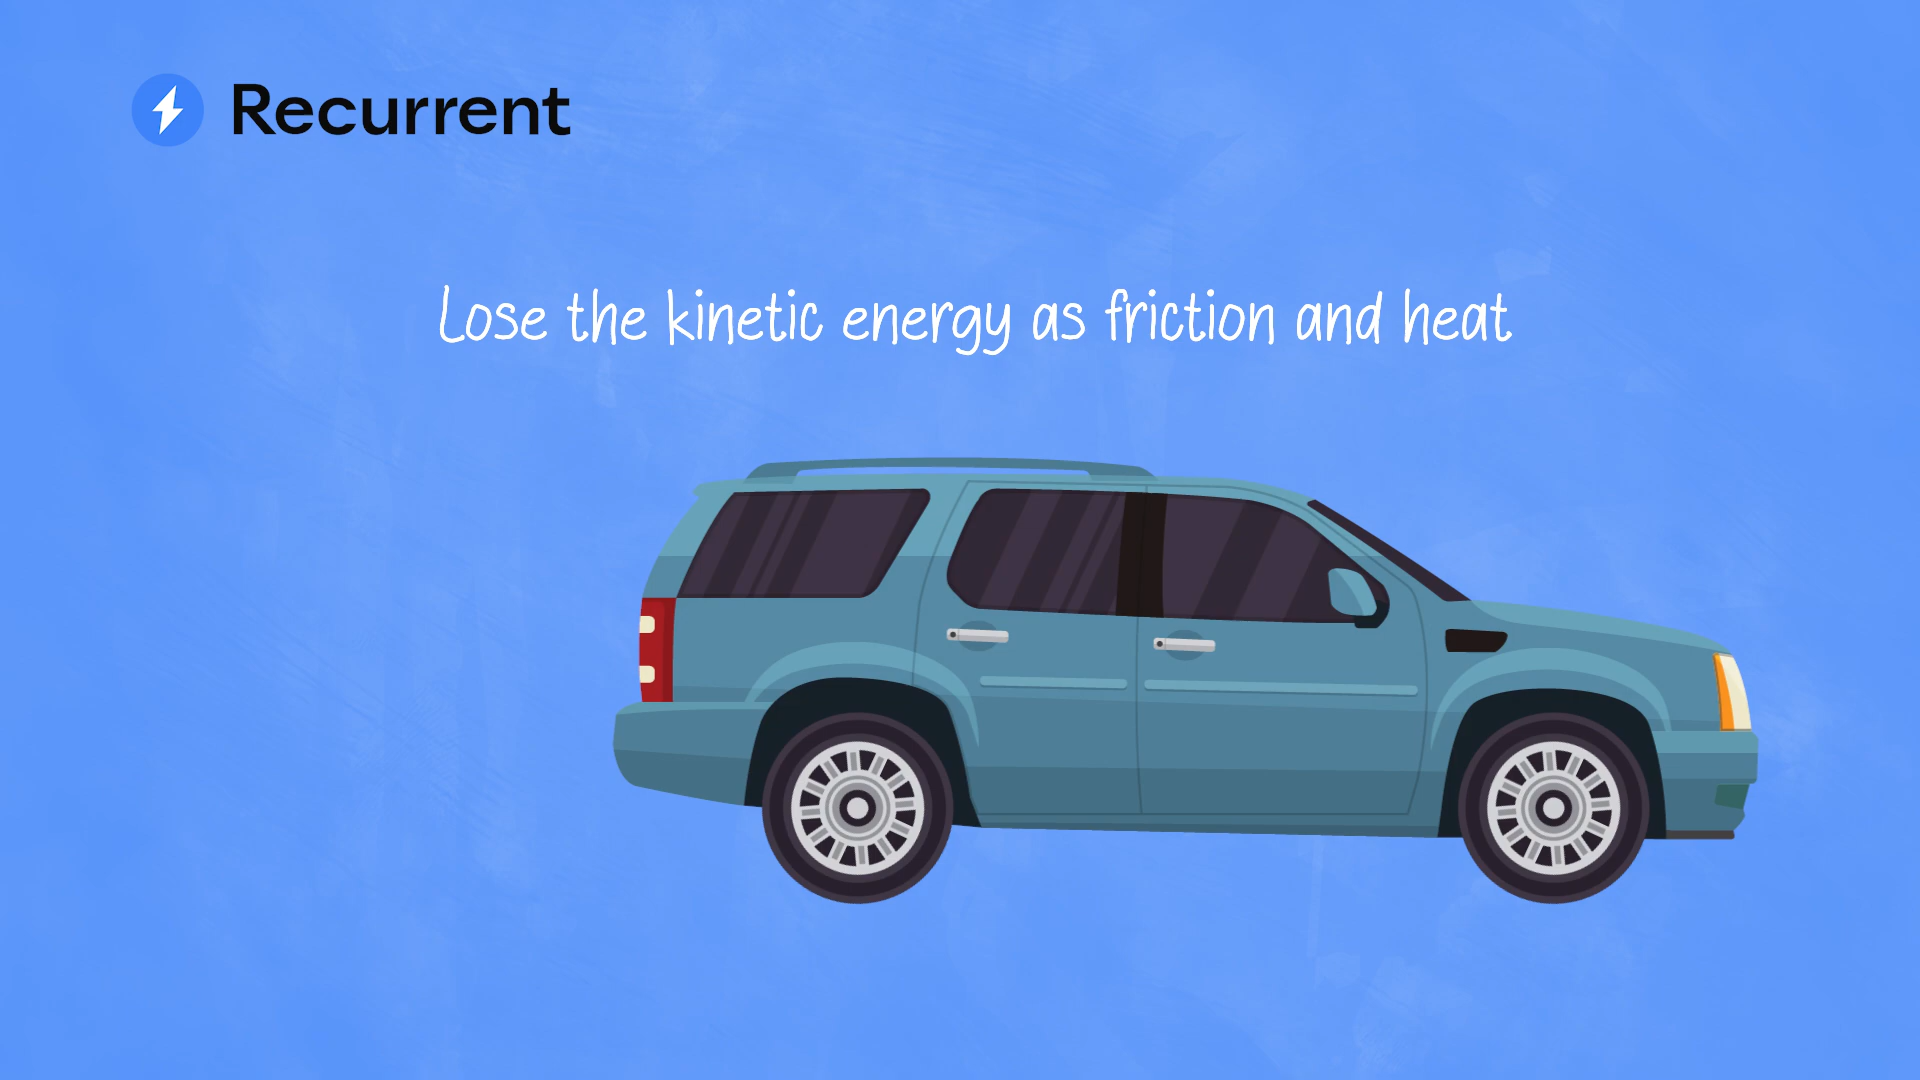 Recurrent
Lose the kinetic energy as friction and heat